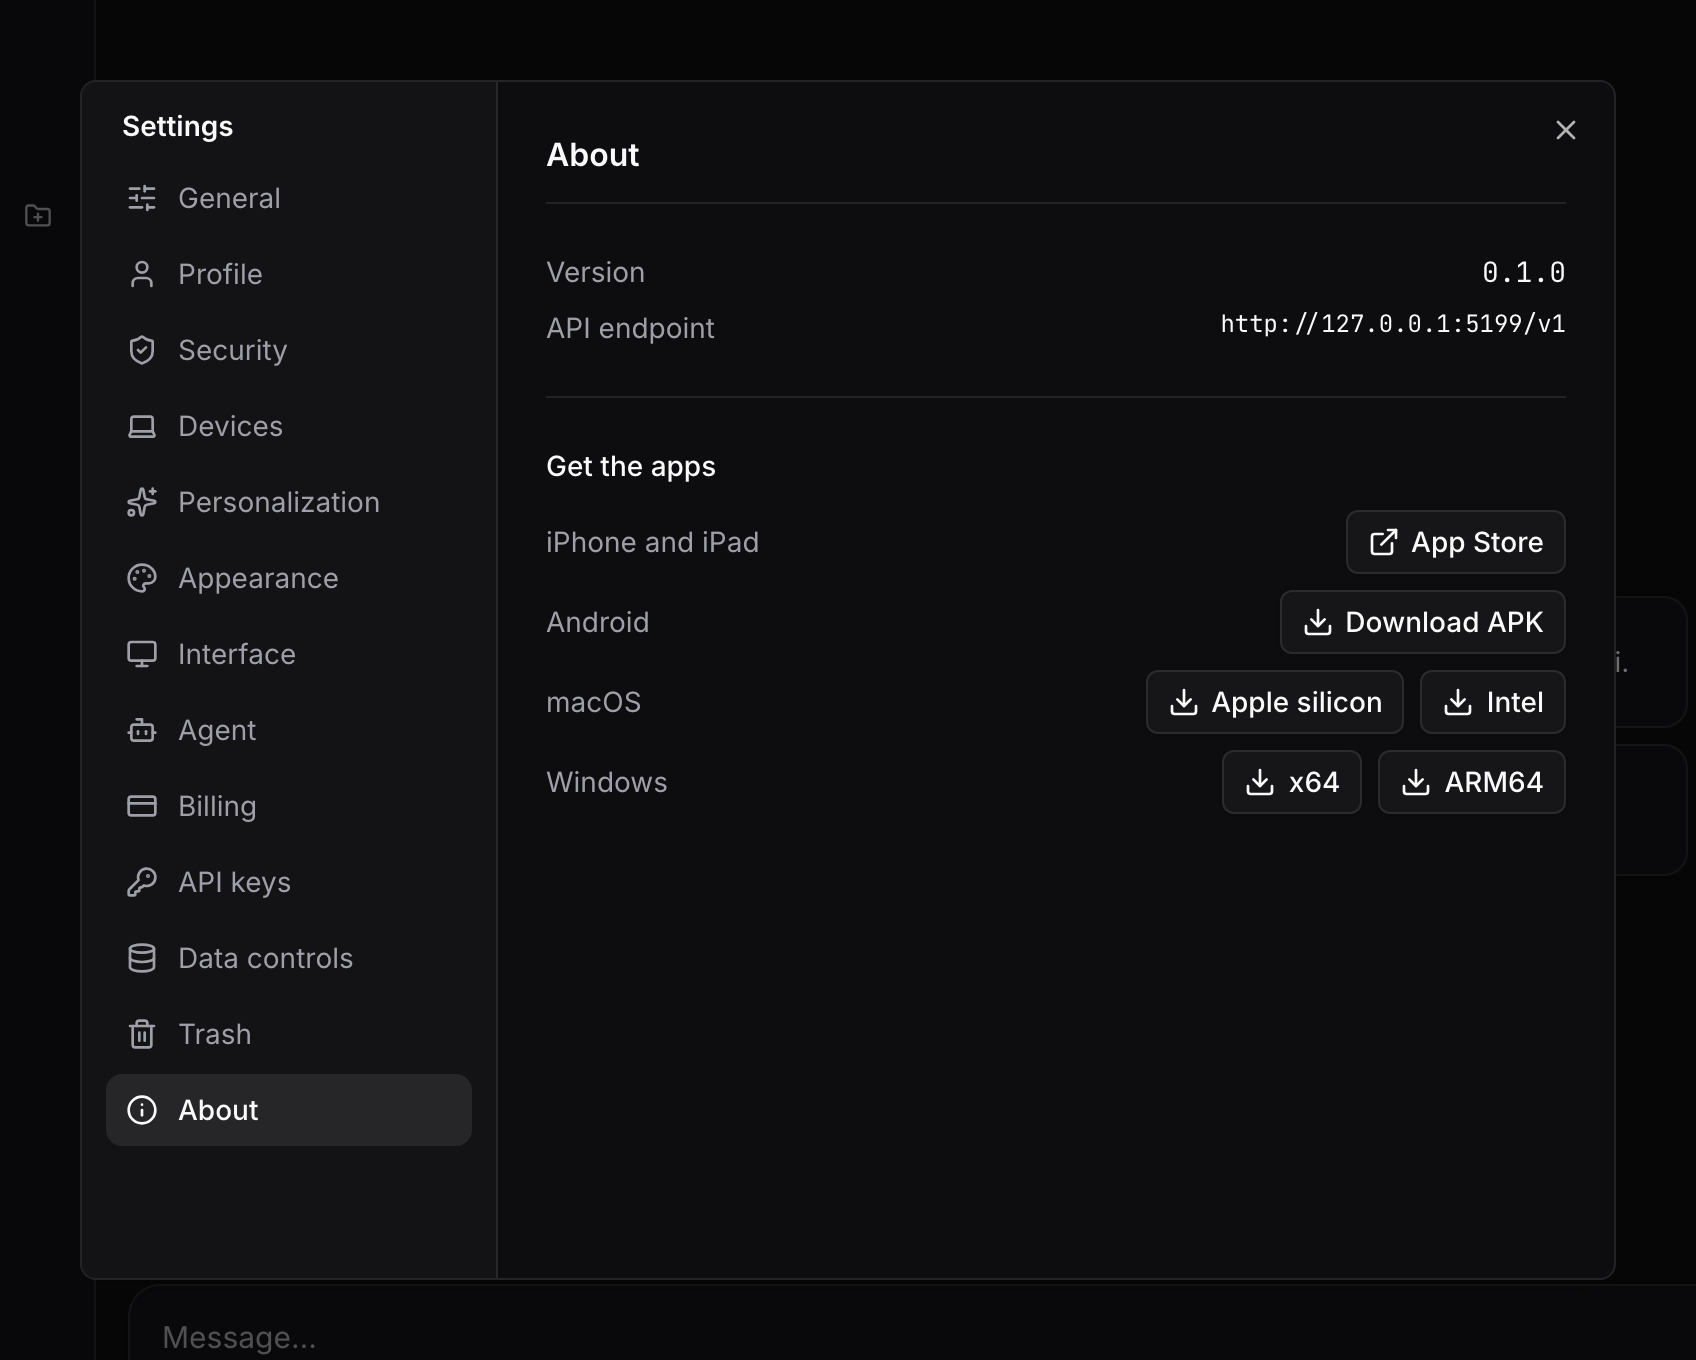 Settings
General
Profile
Security
Devices
Personalization
Appearance
Interface
Agent
Billing
API keys
Data controls
Trash
About
About
Version 0.1.0
API endpoint http://127.0.0.1:5199/v1
Get the apps
iPhone and iPad App Store
Android Download APK
macOS Apple silicon Intel
Windows x64 ARM64
i.
Message...